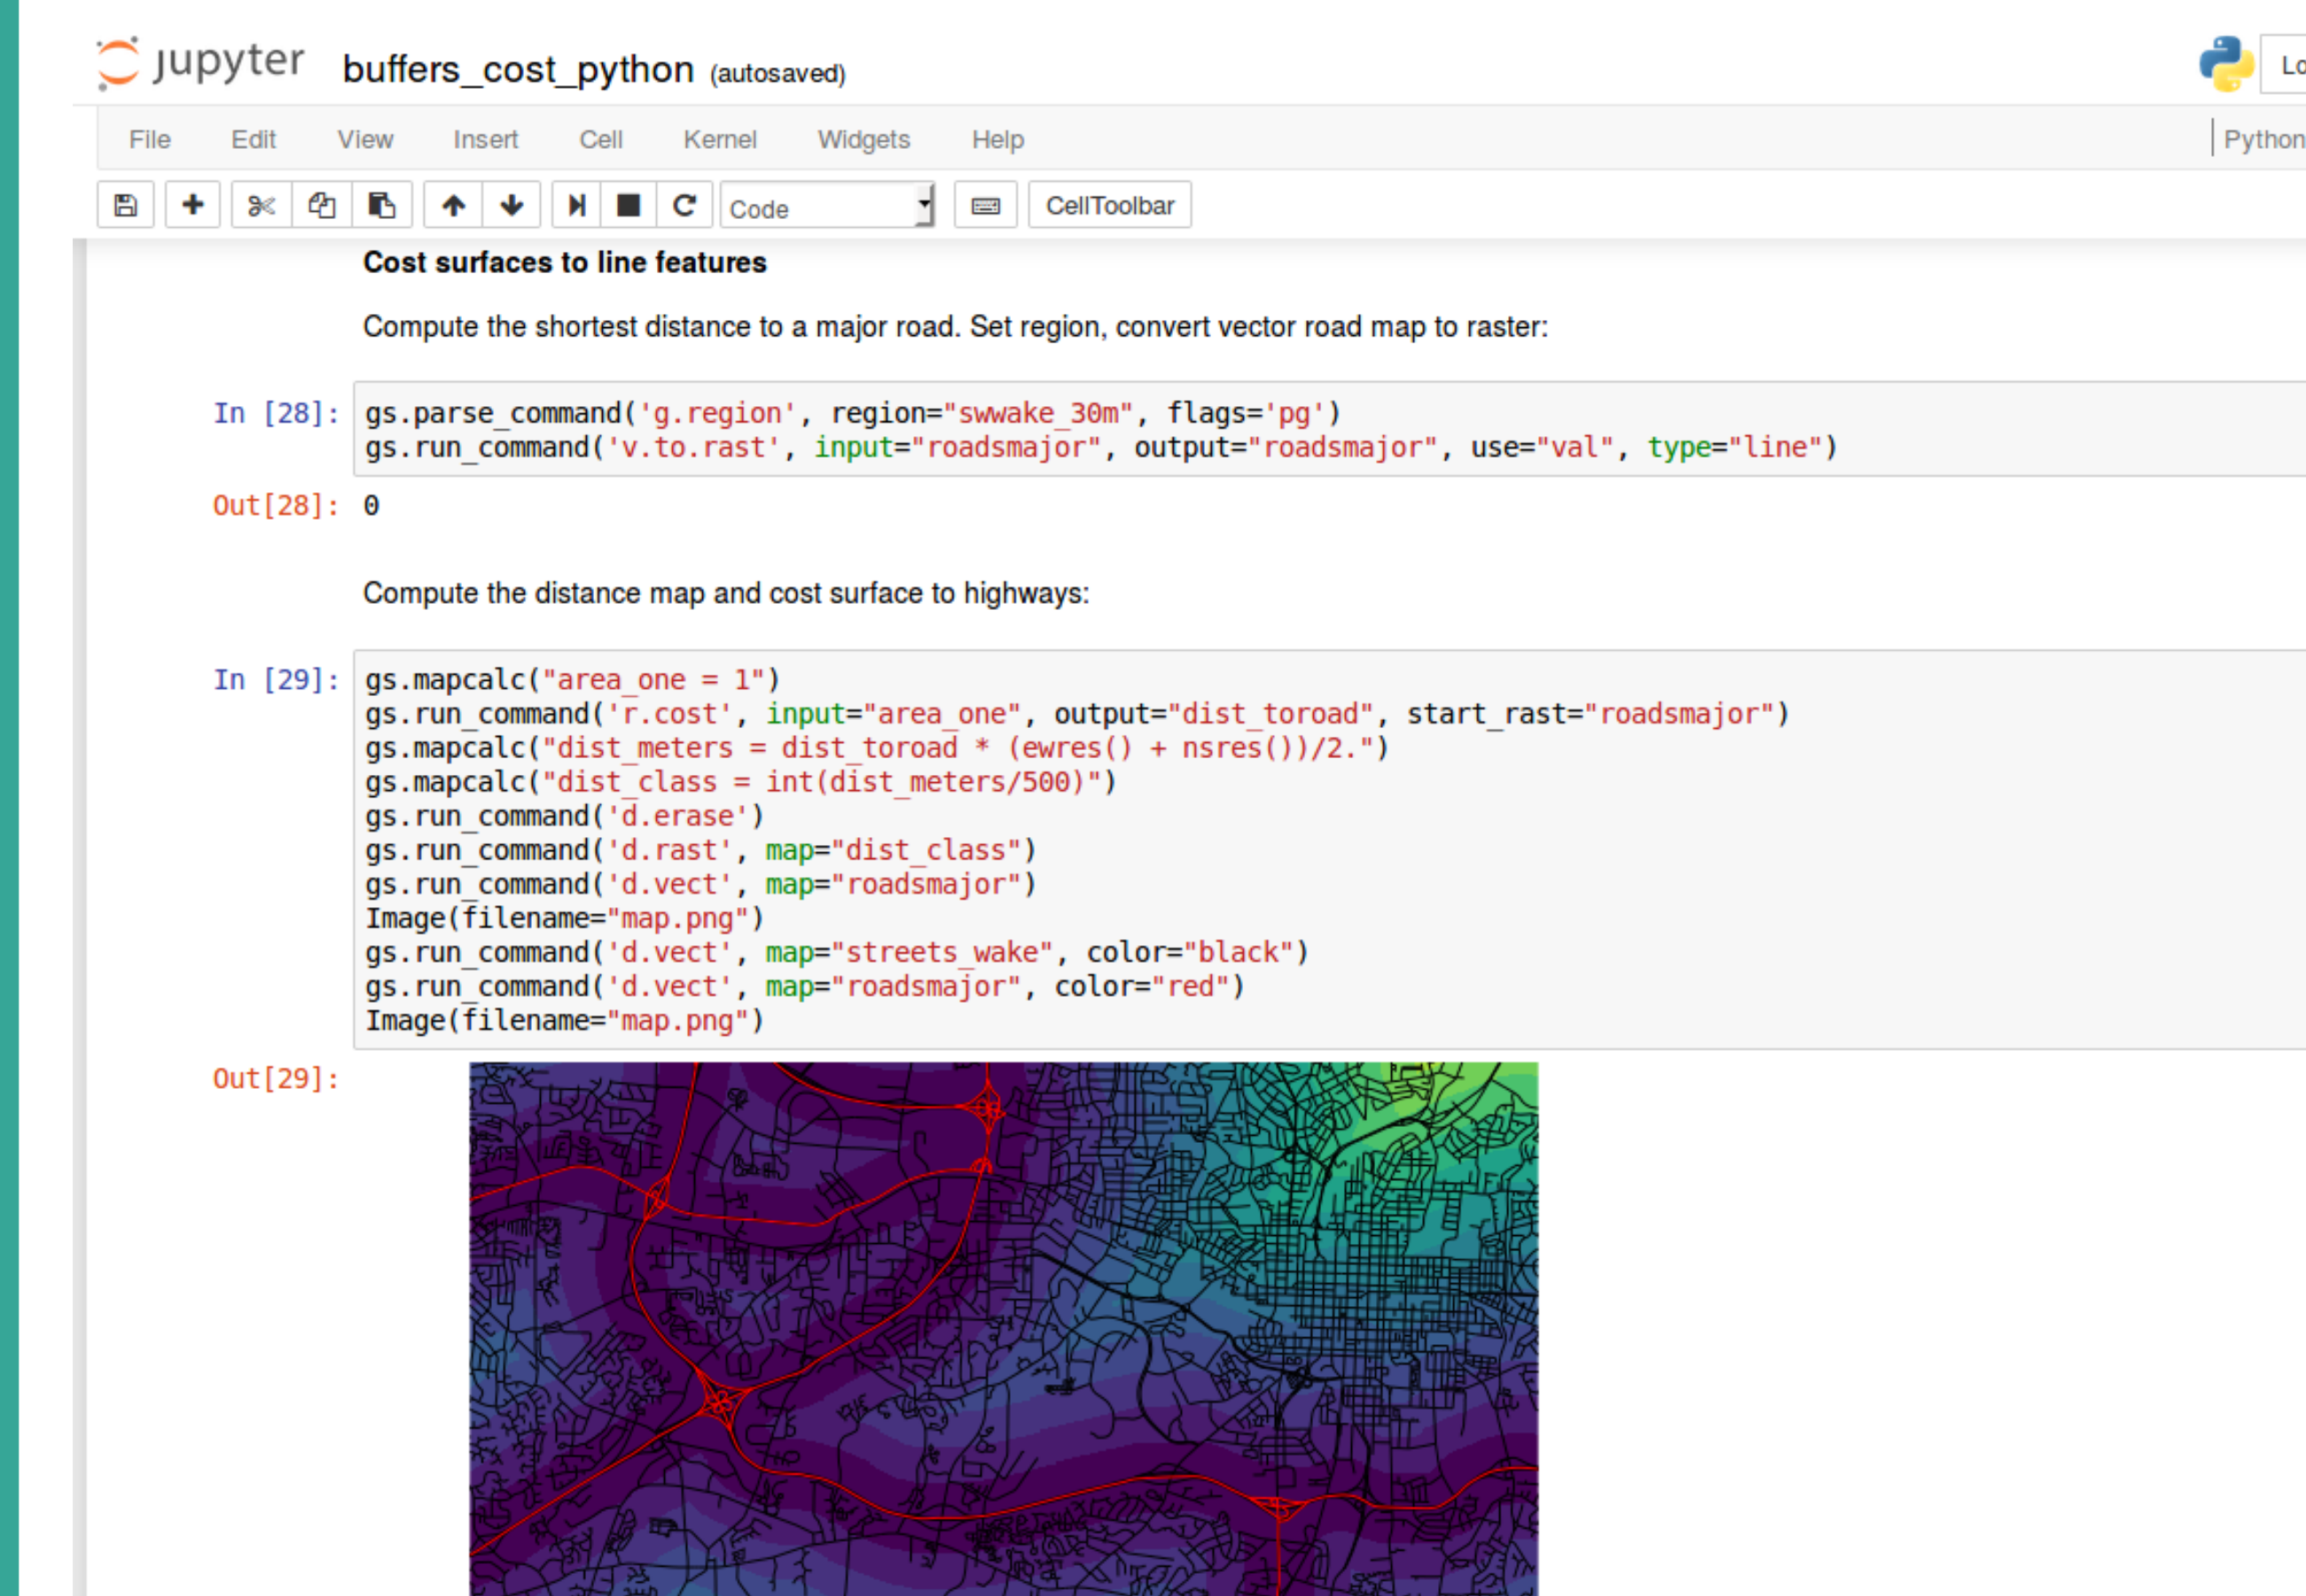 jupyter buffers_cost_python (autosaved)
File Edit View Insert Cell Kernel Widgets Help Python
Code CellToolbar
Cost surfaces to line features
Compute the shortest distance to a major road. Set region, convert vector road map to raster:
In [28]: gs.parse_command('g.region', region="swwake_30m", flags='pg')
gs.run_command('v.to.rast', input="roadsmajor", output="roadsmajor", use="val", type="line")
Out[28]: 0
Compute the distance map and cost surface to highways:
In [29]: gs.mapcalc("area_one = 1")
gs.run_command('r.cost', input="area_one", output="dist_toroad", start_rast="roadsmajor")
gs.mapcalc("dist_meters = dist_toroad * (ewres() + nsres())/2.")
gs.mapcalc("dist_class = int(dist_meters/500)")
gs.run_command('d.erase')
gs.run_command('d.rast', map="dist_class")
gs.run_command('d.vect', map="roadsmajor")
Image(filename="map.png")
gs.run_command('d.vect', map="streets_wake", color="black")
gs.run_command('d.vect', map="roadsmajor", color="red")
Image(filename="map.png")
Out[29]: